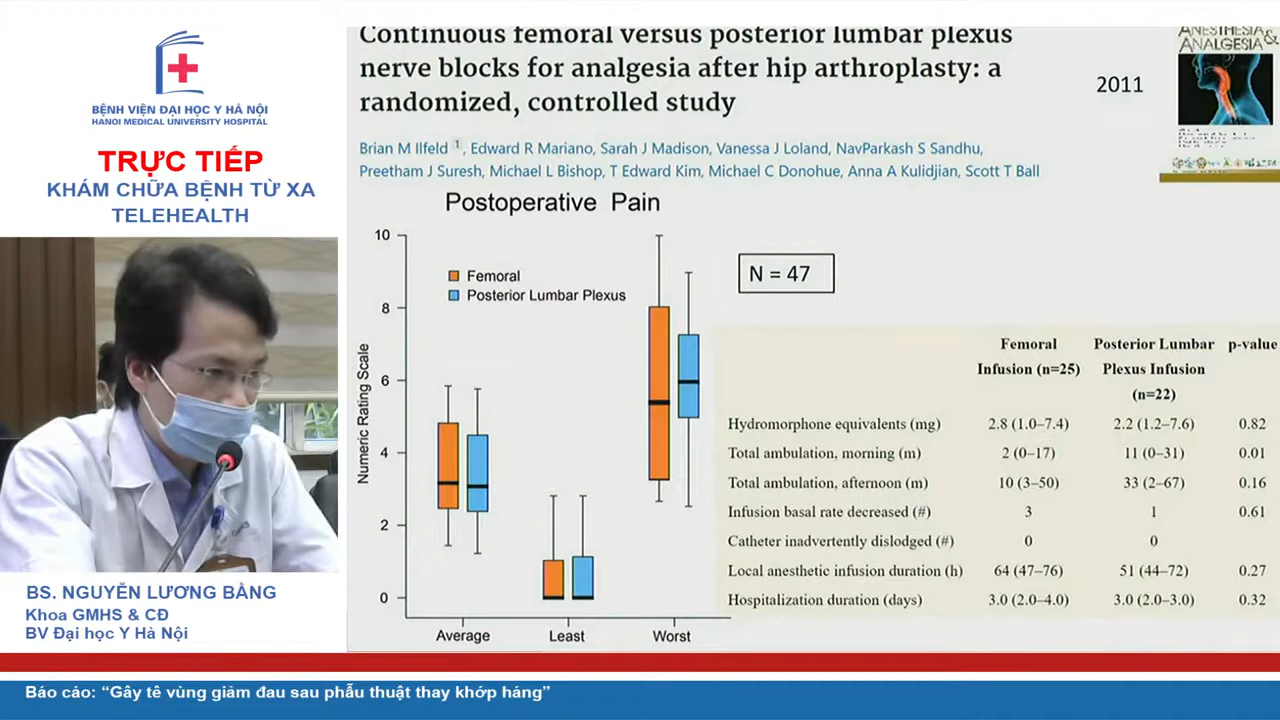 BỆNH VIỆN ĐẠI HỌC Y HÀ NỘI
HANOI MEDICAL UNIVERSITY HOSPITAL
TRỰC TIẾP
KHÁM CHỮA BỆNH TỪ XA
TELEHEALTH
Continuous femoral versus posterior lumbar plexus
nerve blocks for analgesia after hip arthroplasty: a
randomized, controlled study
2011
ANESTHESIA &
ANALGESIA
Brian M Ilfeld 1, Edward R Mariano, Sarah J Madison, Vanessa J Loland, NavParkash S Sandhu,
Preetham J Suresh, Michael L Bishop, T Edward Kim, Michael C Donohue, Anna A Kulidjian, Scott T Ball
Postoperative Pain
Numeric Rating Scale
10
8
6
4
2
0
Femoral
Posterior Lumbar Plexus
Average Least Worst
N = 47
Femoral Infusion (n=25) Posterior Lumbar Plexus Infusion (n=22) p-value
Hydromorphone equivalents (mg) 2.8 (1.0–7.4) 2.2 (1.2–7.6) 0.82
Total ambulation, morning (m) 2 (0–17) 11 (0–31) 0.01
Total ambulation, afternoon (m) 10 (3–50) 33 (2–67) 0.16
Infusion basal rate decreased (#) 3 1 0.61
Catheter inadvertently dislodged (#) 0 0
Local anesthetic infusion duration (h) 64 (47–76) 51 (44–72) 0.27
Hospitalization duration (days) 3.0 (2.0–4.0) 3.0 (2.0–3.0) 0.32
BS. NGUYỄN LƯƠNG BẰNG
Khoa GMHS & CĐ
BV Đại học Y Hà Nội
Báo cáo: “Gây tê vùng giảm đau sau phẫu thuật thay khớp háng”